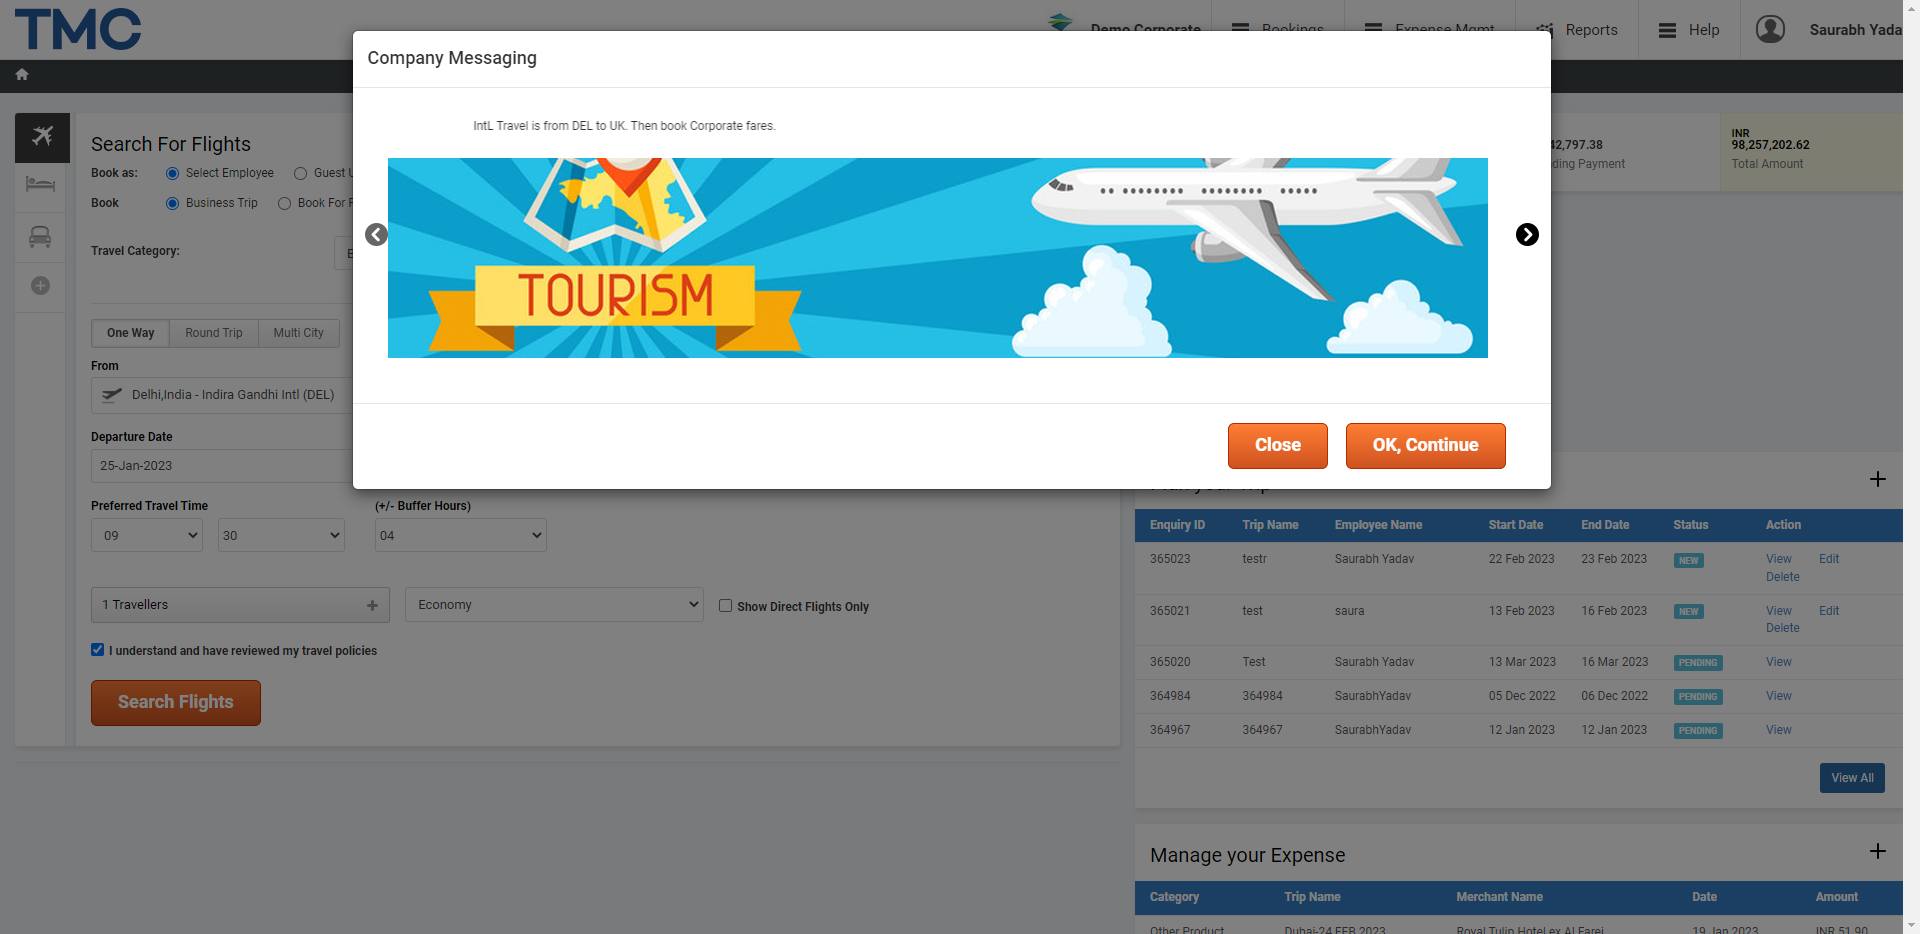 TMC
Demo Corporate
Bookings
Expense Mgmt
Reports
Help
Saurabh Yada
Company Messaging
IntL Travel is from DEL to UK. Then book Corporate fares.
TOURISM
Close
OK, Continue
Search For Flights
Book as:
Select Employee
Guest
Book
Business Trip
Book For
Travel Category:
One Way
Round Trip
Multi City
From
Delhi,India - Indira Gandhi Intl (DEL)
Departure Date
25-Jan-2023
Preferred Travel Time
(+/- Buffer Hours)
09
30
04
1 Travellers
Economy
Show Direct Flights Only
I understand and have reviewed my travel policies
Search Flights
42,797.38
ding Payment
INR
98,257,202.62
Total Amount
Enquiry ID Trip Name Employee Name Start Date End Date Status Action
365023 testr Saurabh Yadav 22 Feb 2023 23 Feb 2023 NEW View Edit
Delete
365021 test saura 13 Feb 2023 16 Feb 2023 NEW View Edit
Delete
365020 Test Saurabh Yadav 13 Mar 2023 16 Mar 2023 PENDING View
364984 364984 SaurabhYadav 05 Dec 2022 06 Dec 2022 PENDING View
364967 364967 SaurabhYadav 12 Jan 2023 12 Jan 2023 PENDING View
View All
Manage your Expense
Category Trip Name Merchant Name Date Amount
Other Product Dubai-24 FEB 2023 Royal Tulip Hotel ex Al Farej 19 Jan 2023 INR 51.90